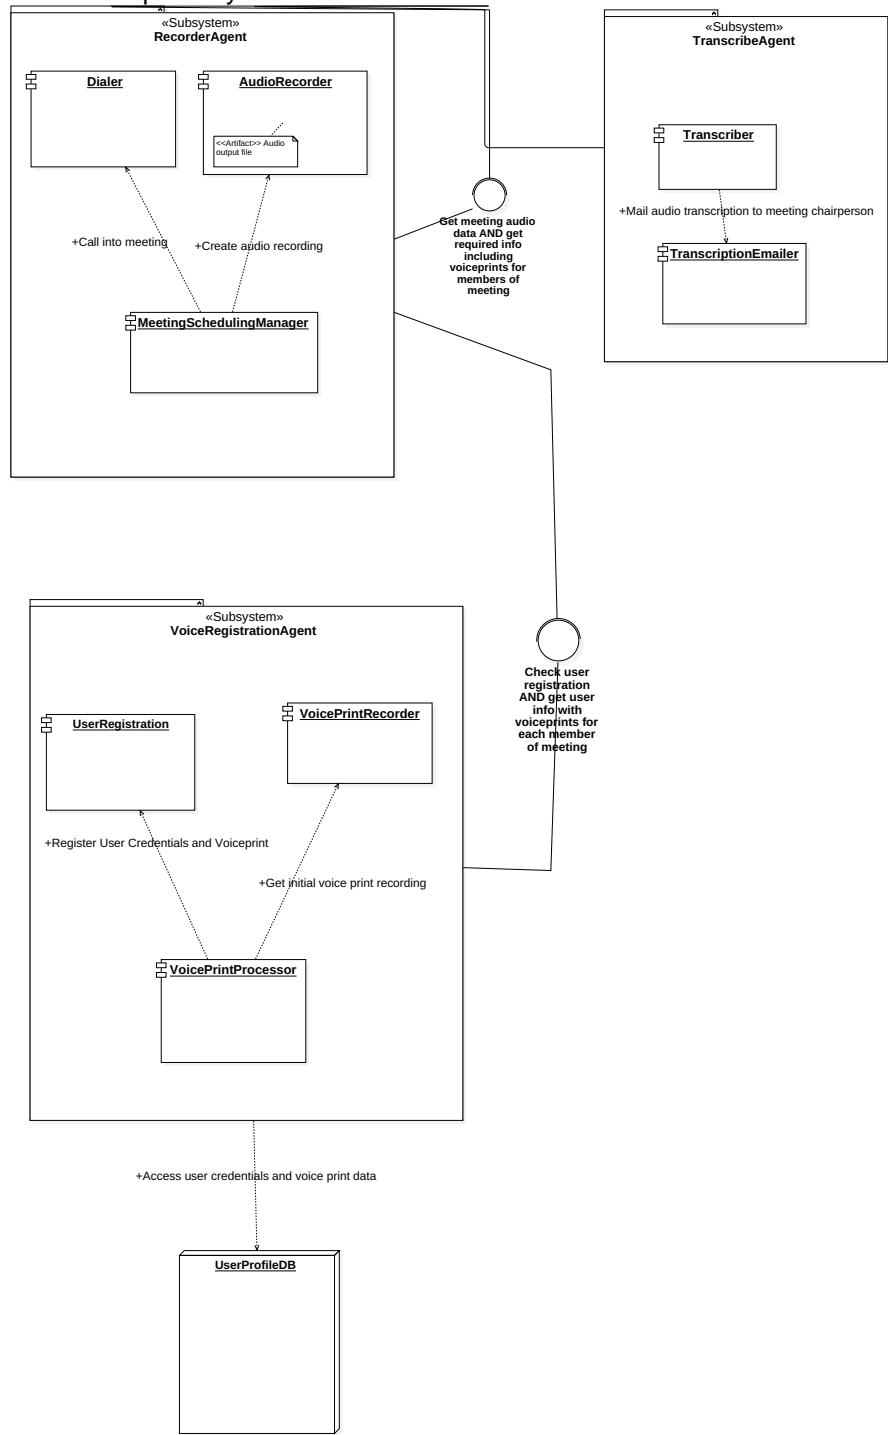 «Subsystem»
RecorderAgent
Dialer
AudioRecorder
<<Artifact>> Audio
output file
+Call into meeting
+Create audio recording
MeetingSchedulingManager
«Subsystem»
TranscribeAgent
Transcriber
+Mail audio transcription to meeting chairperson
TranscriptionEmailer
Get meeting audio
data AND get
required info
including
voiceprints for
members of
meeting
«Subsystem»
VoiceRegistrationAgent
UserRegistration
VoicePrintRecorder
+Register User Credentials and Voiceprint
+Get initial voice print recording
VoicePrintProcessor
Check user
registration
AND get user
info with
voiceprints for
each member
of meeting
+Access user credentials and voice print data
UserProfileDB